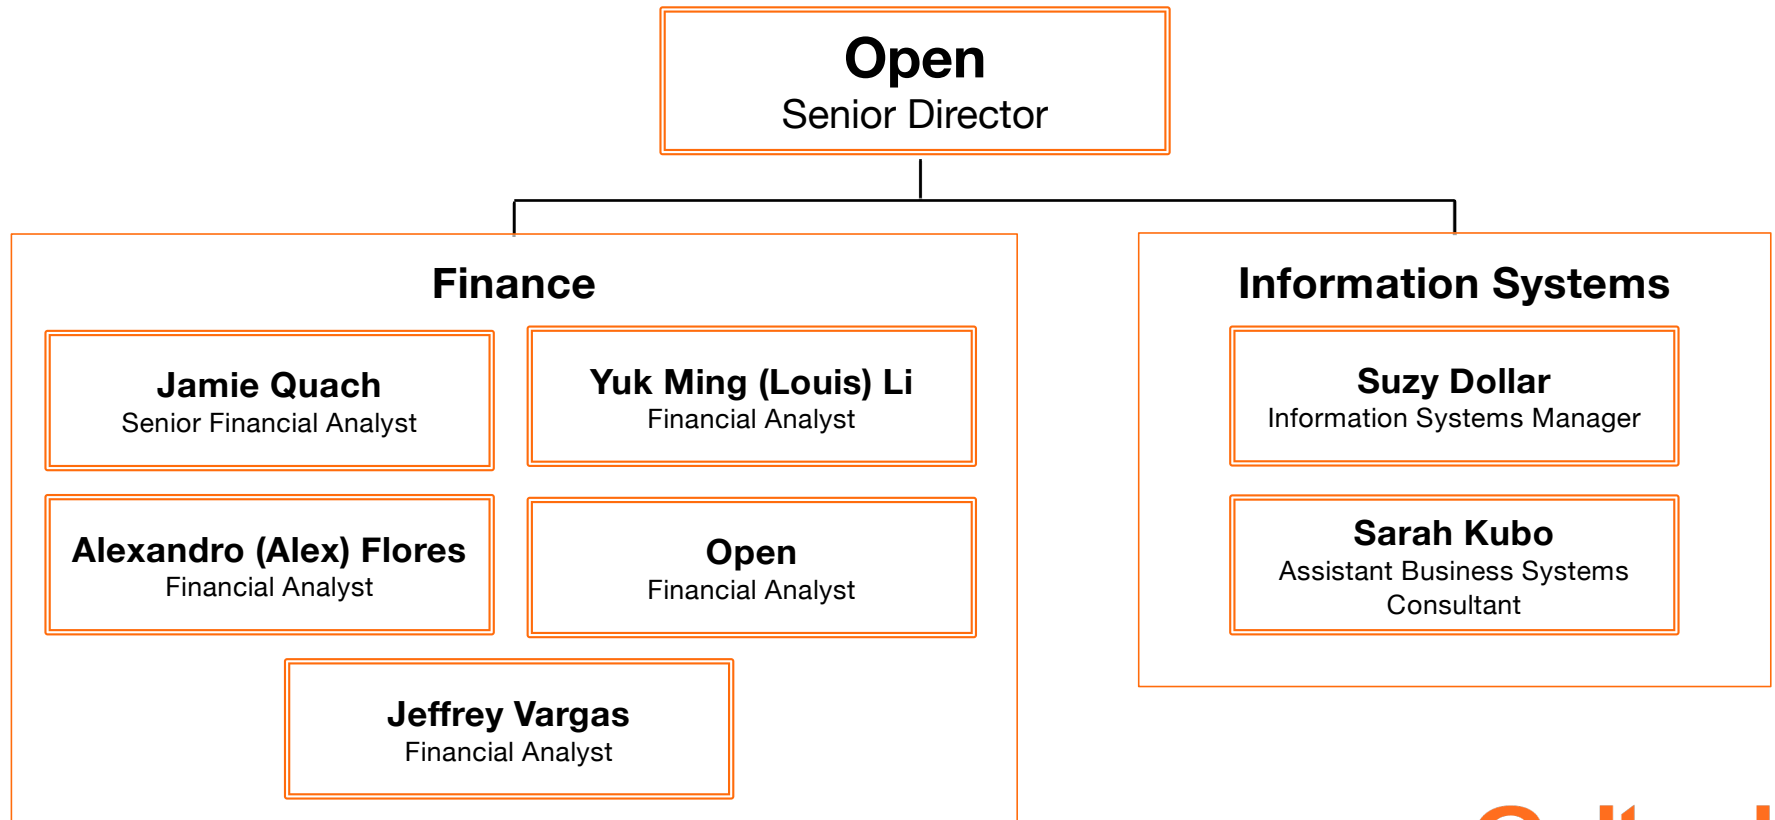 Open
Senior Director
Finance
Jamie Quach
Senior Financial Analyst
Yuk Ming (Louis) Li
Financial Analyst
Alexandro (Alex) Flores
Financial Analyst
Open
Financial Analyst
Jeffrey Vargas
Financial Analyst
Information Systems
Suzy Dollar
Information Systems Manager
Sarah Kubo
Assistant Business Systems
Consultant